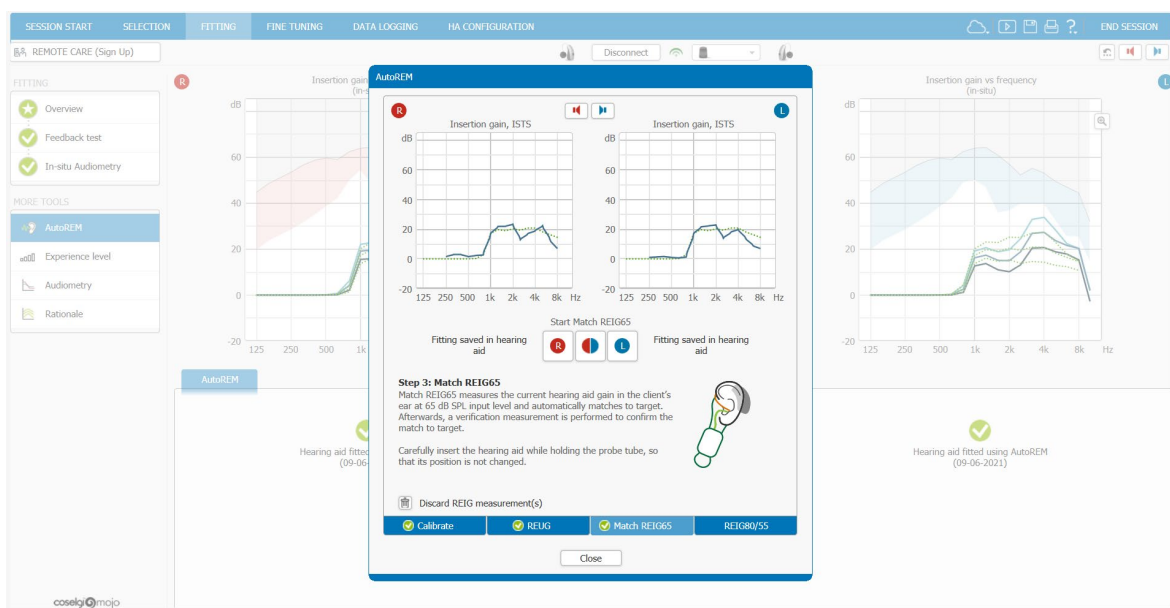 SESSION START SELECTION FITTING FINE TUNING DATA LOGGING HA CONFIGURATION END SESSION
REMOTE CARE (Sign Up)
Disconnect
FITTING
Overview
Feedback test
In-situ Audiometry
MORE TOOLS
AutoREM
Experience level
Audiometry
Rationale
coselgi mojo
R
Insertion gain
(in-s
dB
60
40
20
0
-20
125 250 500 1k
AutoREM
Hearing aid fitted
(09-06-
AutoREM
R
L
Insertion gain, ISTS
dB
60
40
20
0
-20
125 250 500 1k 2k 4k 8k Hz
Insertion gain, ISTS
dB
60
40
20
0
-20
125 250 500 1k 2k 4k 8k Hz
Start Match REIG65
Fitting saved in hearing
aid
R
L
Fitting saved in hearing
aid
Step 3: Match REIG65
Match REIG65 measures the current hearing aid gain in the client's
ear at 65 dB SPL input level and automatically matches to target.
Afterwards, a verification measurement is performed to confirm the
match to target.
Carefully insert the hearing aid while holding the probe tube, so
that its position is not changed.
Discard REIG measurement(s)
Calibrate REUG Match REIG65 REIG80/55
Close
Insertion gain vs frequency
(in-situ)
L
dB
60
40
20
0
-20
125 250 500 1k 2k 4k 8k Hz
Hearing aid fitted using AutoREM
(09-06-2021)